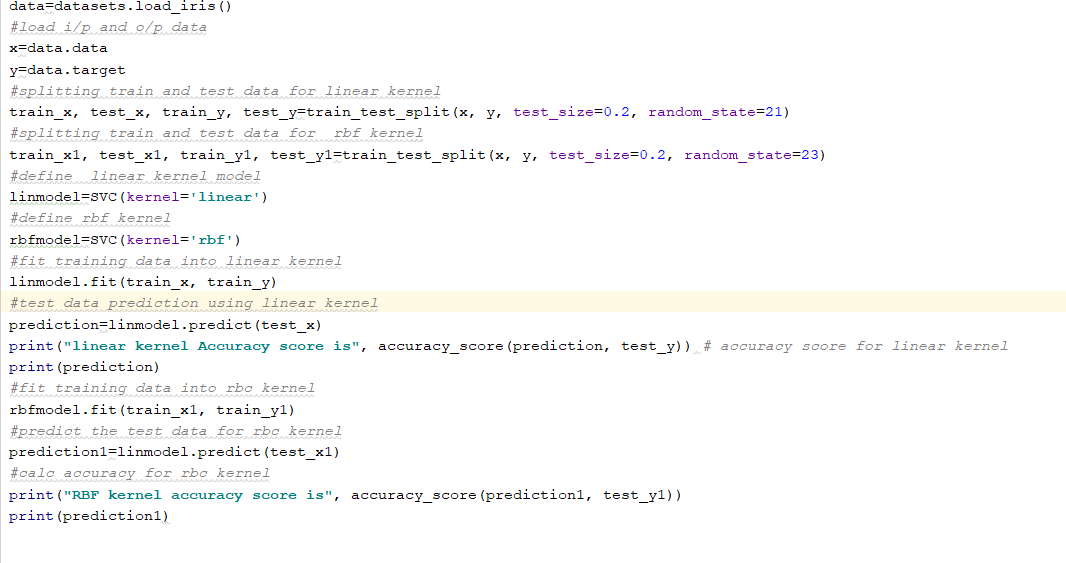 data=datasets.load_iris()
#load i/p and o/p data
x=data.data
y=data.target
#splitting train and test data for linear kernel
train_x, test_x, train_y, test_y=train_test_split(x, y, test_size=0.2, random_state=21)
#splitting train and test data for  rbf kernel
train_x1, test_x1, train_y1, test_y1=train_test_split(x, y, test_size=0.2, random_state=23)
#define  linear kernel model
linmodel=SVC(kernel='linear')
#define rbf kernel
rbfmodel=SVC(kernel='rbf')
#fit training data into linear kernel
linmodel.fit(train_x, train_y)
#test data prediction using linear kernel
prediction=linmodel.predict(test_x)
print("linear kernel Accuracy score is", accuracy_score(prediction, test_y)) # accuracy score for linear kernel
print(prediction)
#fit training data into rbc kernel
rbfmodel.fit(train_x1, train_y1)
#predict the test data for rbc kernel
prediction1=linmodel.predict(test_x1)
#calc accuracy for rbc kernel
print("RBF kernel accuracy score is", accuracy_score(prediction1, test_y1))
print(prediction1)